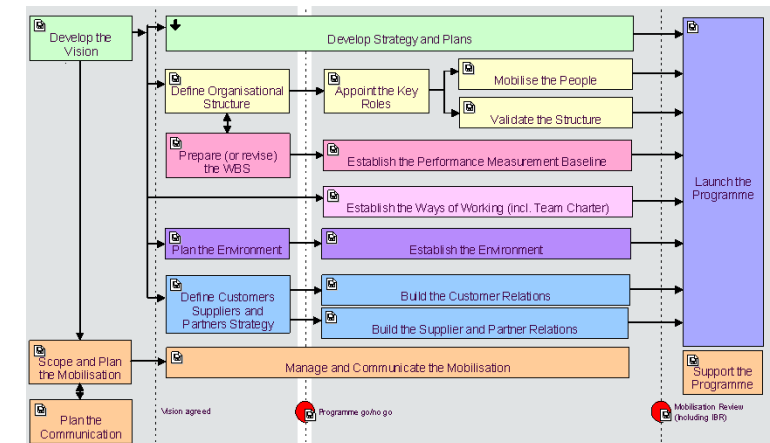 Develop the
Vision
Develop Strategy and Plans
Define Organisational
Structure
Appoint the Key
Roles
Mobilise the People
Validate the Structure
Prepare (or revise)
the WBS
Establish the Performance Measurement Baseline
Launch the
Programme
Establish the Ways of Working (incl. Team Charter)
Plan the Environment
Establish the Environment
Define Customers
Suppliers and
Partners Strategy
Build the Customer Relations
Build the Supplier and Partner Relations
Scope and Plan
the Mobilisation
Manage and Communicate the Mobilisation
Support the
Programme
Plan the
Communication
Vision agreed
Programme go/no go
Mobilisation Review
(including IBR)